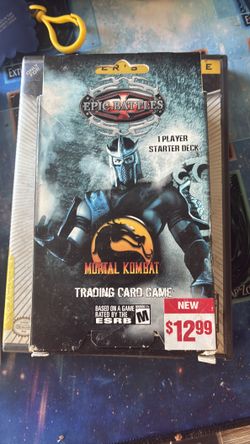 EPIC BATTLES
1 PLAYER
STARTER DECK
MORTAL KOMBAT
TRADING CARD GAME
BASED ON A GAME
RATED BY THE
ESRB
M
NEW
$12.99